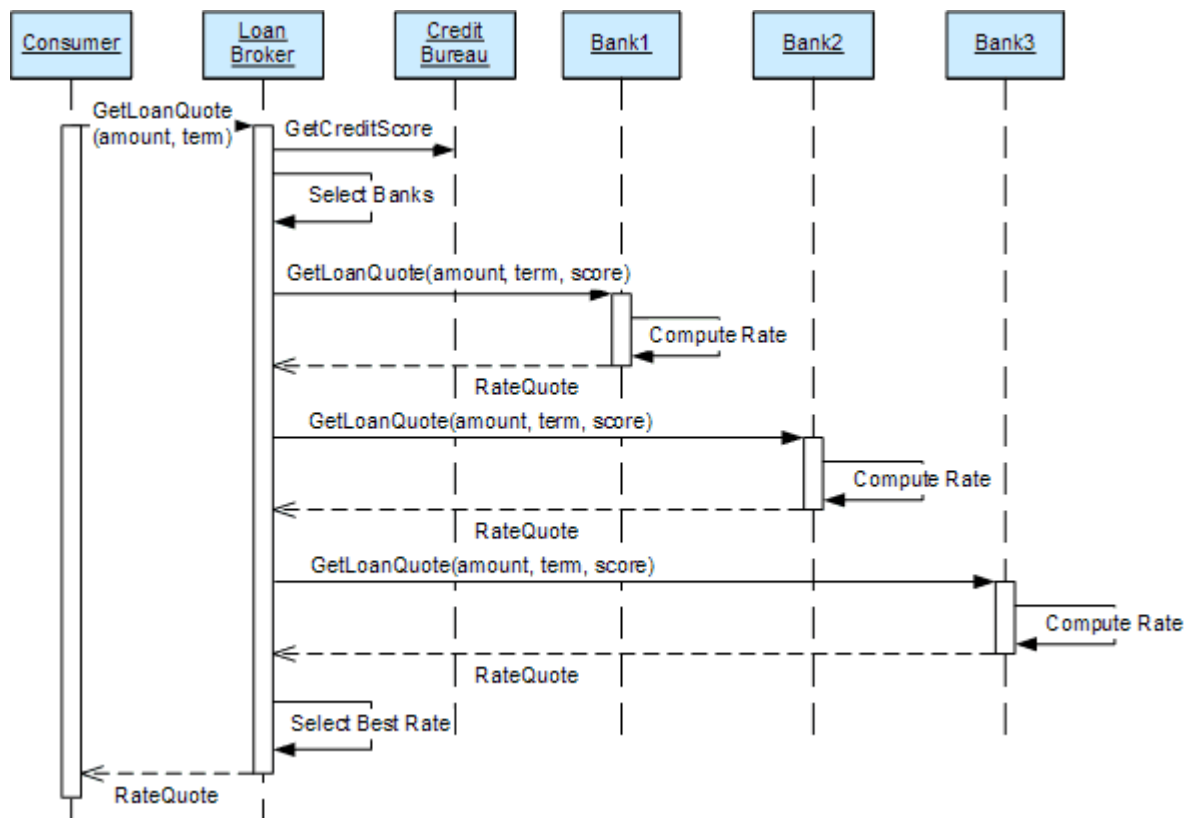 Consumer
Loan
Broker
Credit
Bureau
Bank1
Bank2
Bank3
GetLoanQuote
(amount, term)
GetCreditScore
Select Banks
GetLoanQuote(amount, term, score)
Compute Rate
RateQuote
GetLoanQuote(amount, term, score)
Compute Rate
RateQuote
GetLoanQuote(amount, term, score)
Compute Rate
RateQuote
Select Best Rate
RateQuote